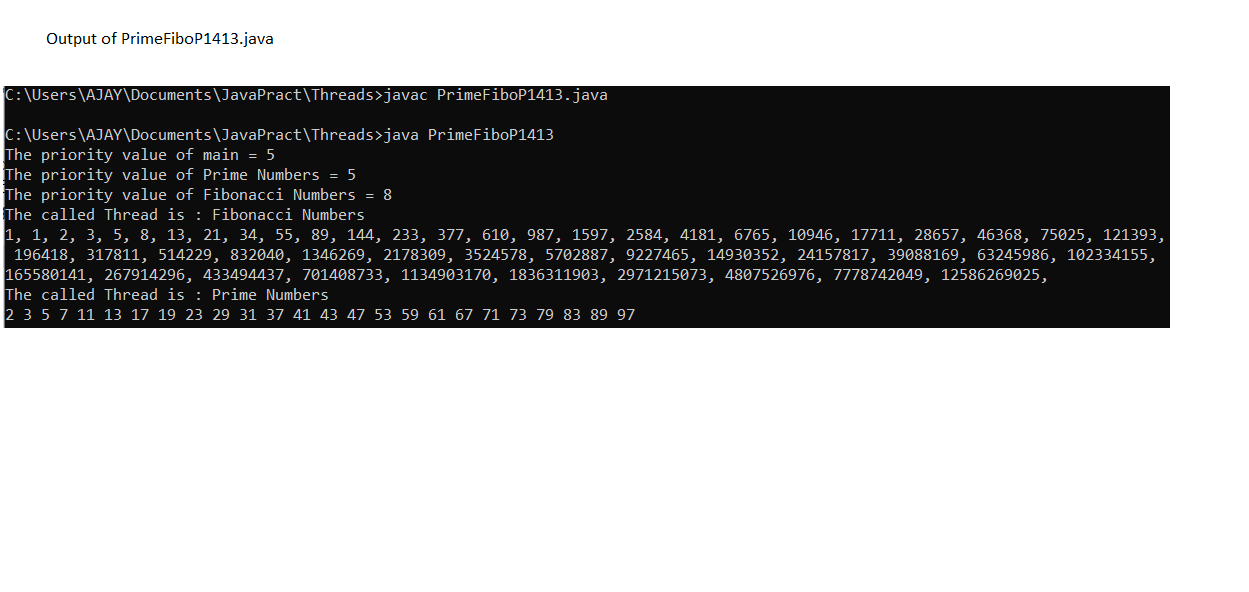 Output of PrimeFiboP1413.java
C:\Users\AJAY\Documents\JavaPract\Threads>javac PrimeFiboP1413.java
C:\Users\AJAY\Documents\JavaPract\Threads>java PrimeFiboP1413
The priority value of main = 5
The priority value of Prime Numbers = 5
The priority value of Fibonacci Numbers = 8
The called Thread is : Fibonacci Numbers
1, 1, 2, 3, 5, 8, 13, 21, 34, 55, 89, 144, 233, 377, 610, 987, 1597, 2584, 4181, 6765, 10946, 17711, 28657, 46368, 75025, 121393,
196418, 317811, 514229, 832040, 1346269, 2178309, 3524578, 5702887, 9227465, 14930352, 24157817, 39088169, 63245986, 102334155,
165580141, 267914296, 433494437, 701408733, 1134903170, 1836311903, 2971215073, 4807526976, 7778742049, 12586269025,
The called Thread is : Prime Numbers
2 3 5 7 11 13 17 19 23 29 31 37 41 43 47 53 59 61 67 71 73 79 83 89 97